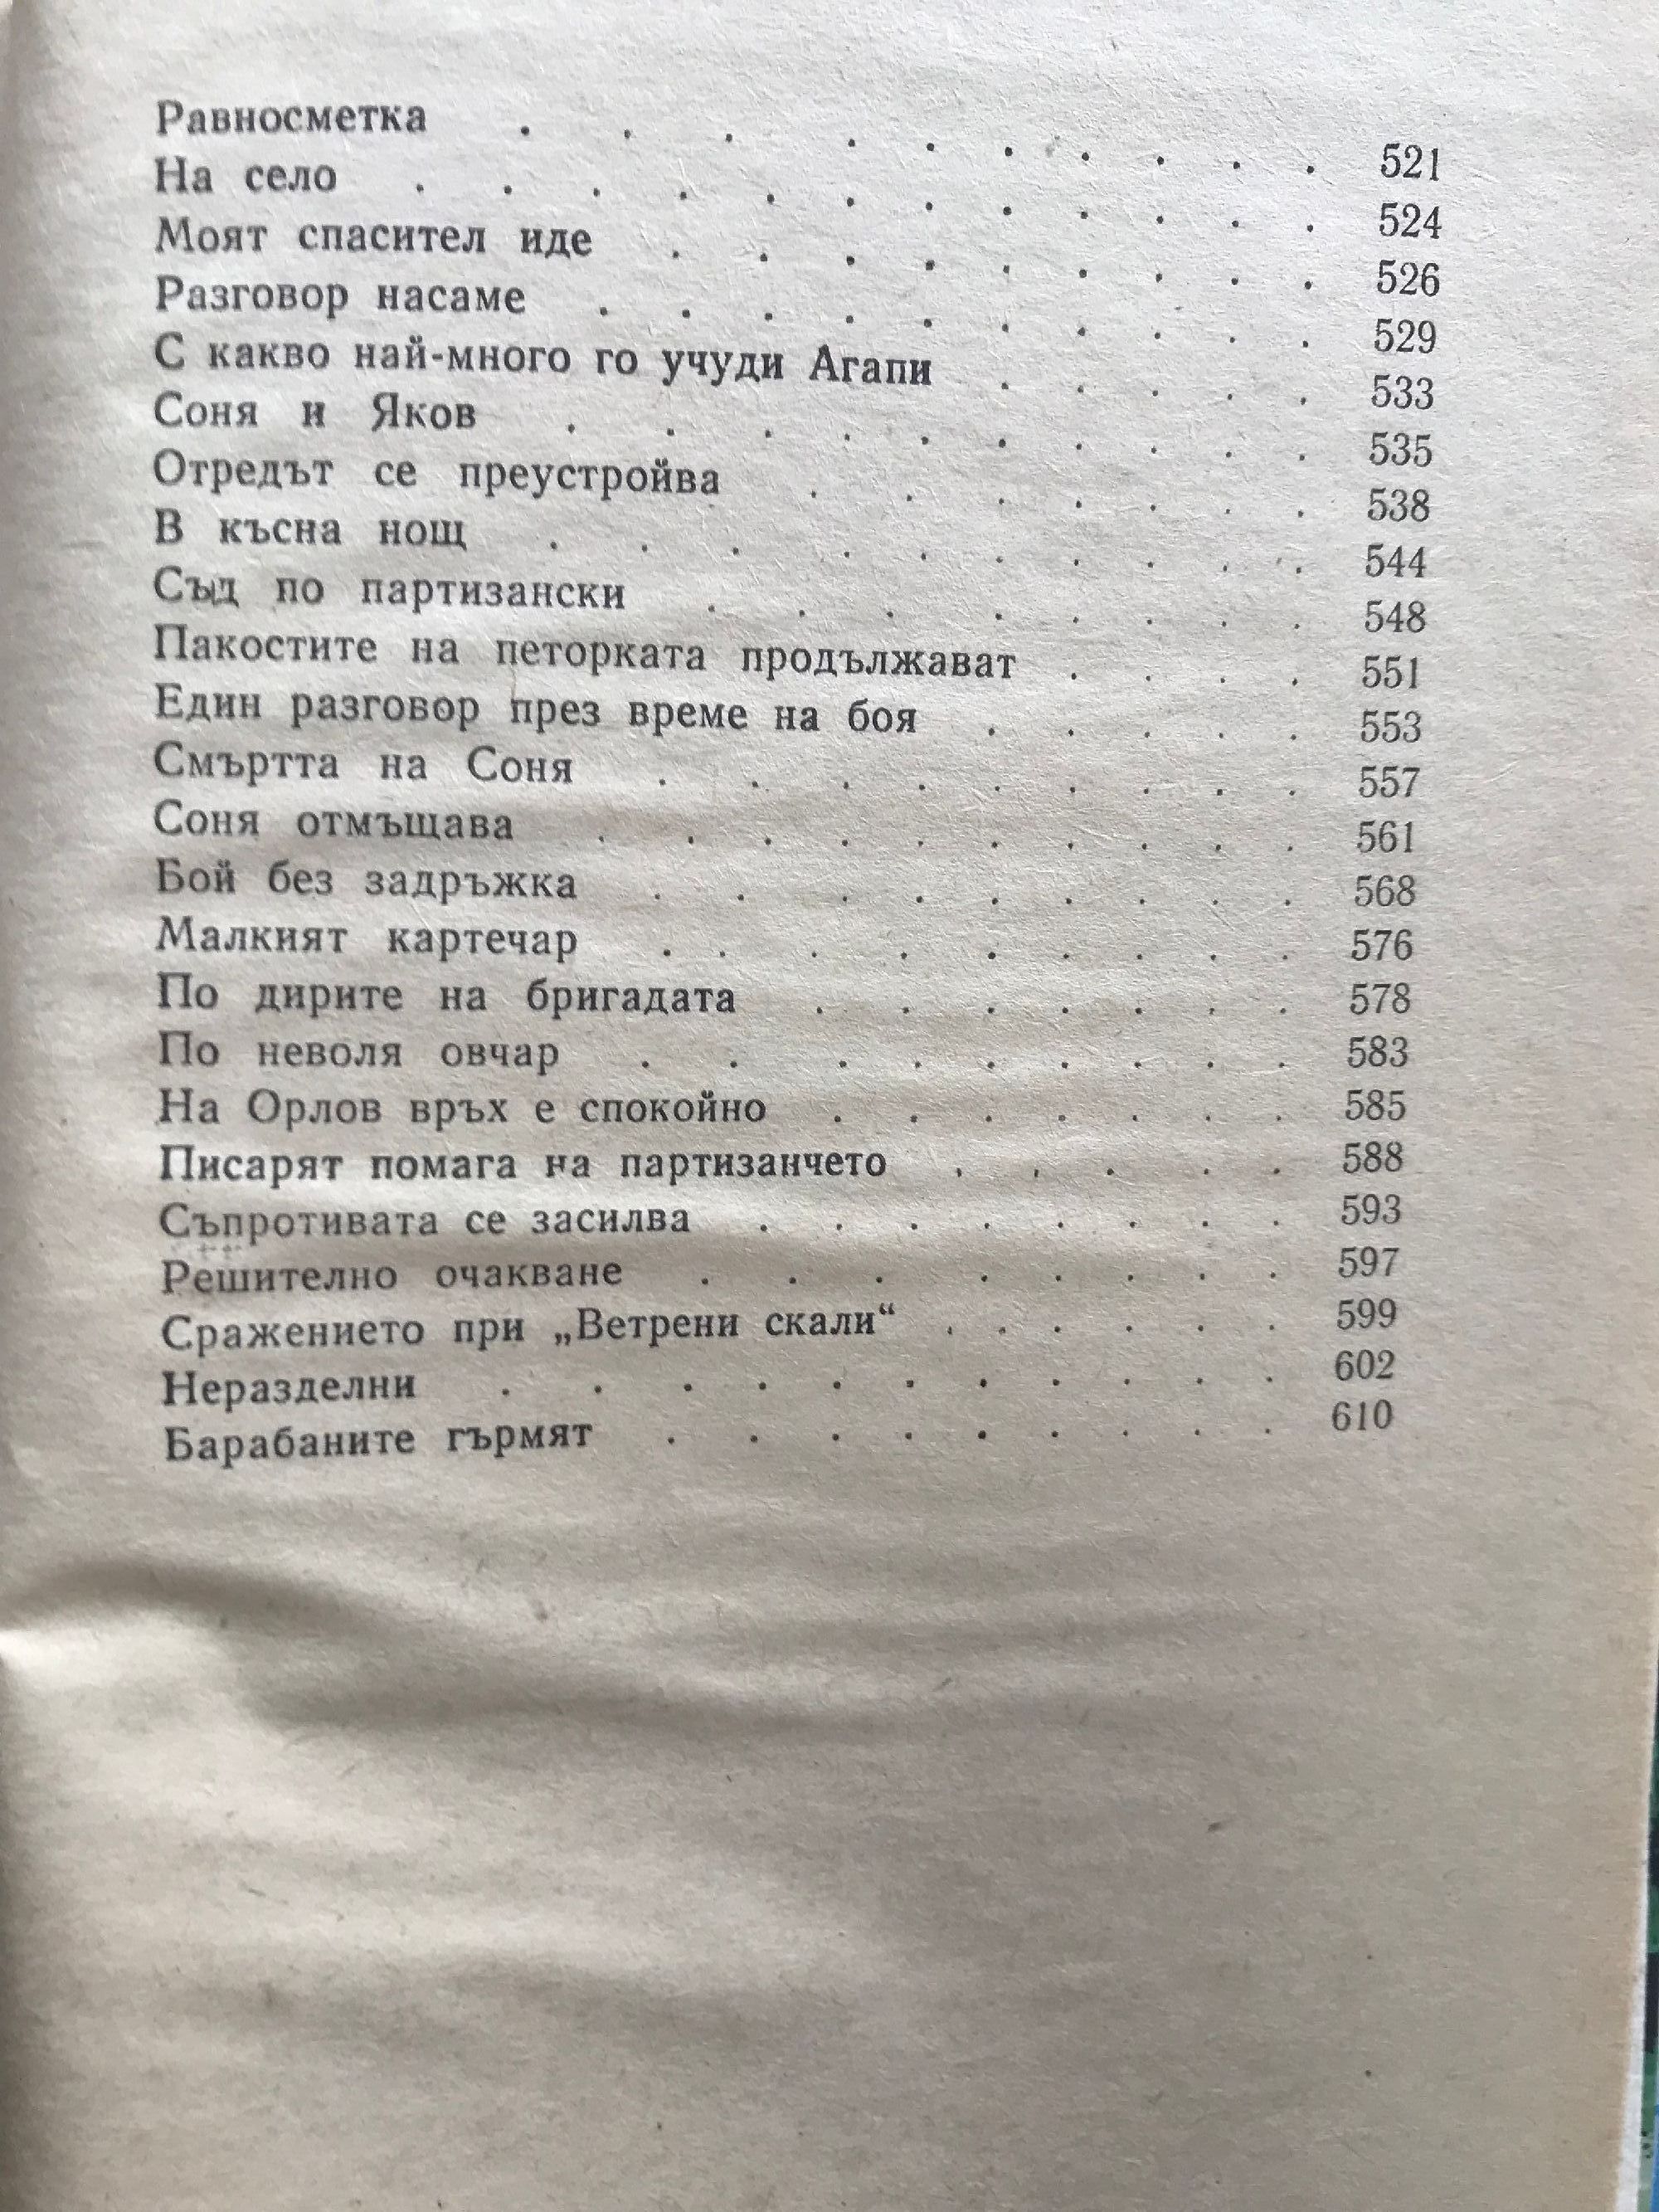 Равносметка . . . . . . . . . . 521
На село . . . . . . . . . . . 524
Моят спасител иде . . . . . . . . . 526
Разговор насаме . . . . . . . . . 529
С какво най-много го учуди Агапи . . . . . 533
Соня и Яков . . . . . . . . . . 535
Отредът се преустройва . . . . . . . 538
В късна нощ . . . . . . . . . . 544
Съд по партизански . . . . . . . . 548
Пакостите на петорката продължават . . . . 551
Един разговор през време на боя . . . . . 553
Смъртта на Соня . . . . . . . . . 557
Соня отмъщава . . . . . . . . . . 561
Бой без задръжка . . . . . . . . . 568
Малкият картечар . . . . . . . . . 576
По дирите на бригадата . . . . . . . 578
По неволя овчар . . . . . . . . . 583
На Орлов връх е спокойно . . . . . . . 585
Писарят помага на партизанчето . . . . . 588
Съпротивата се засилва . . . . . . . . 593
Решително очакване . . . . . . . . 597
Сражението при „Ветрени скали“ . . . . . . 599
Неразделни . . . . . . . . . . . 602
Барабаните гърмят . . . . . . . . . 610